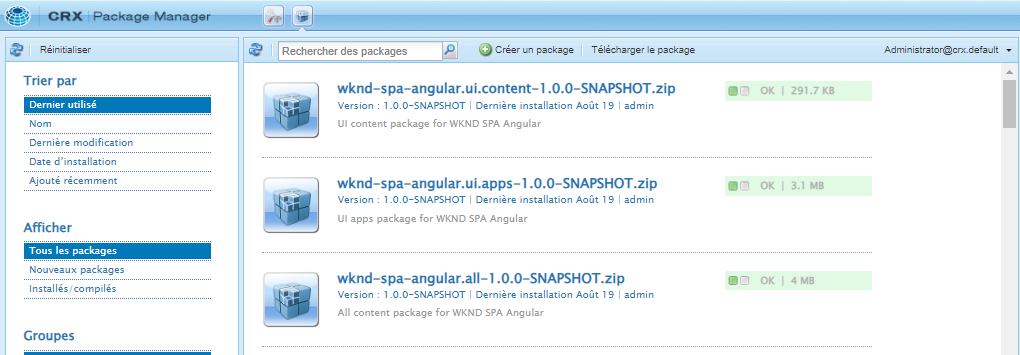 CRX Package Manager
Réinitialiser
Trier par
Dernier utilisé
Nom
Dernière modification
Date d'installation
Ajouté récemment
Afficher
Tous les packages
Nouveaux packages
Installés/compilés
Groupes
Rechercher des packages
Créer un package
Télécharger le package
Administrator@crx.default
wknd-spa-angular.ui.content-1.0.0-SNAPSHOT.zip
Version : 1.0.0-SNAPSHOT | Dernière installation Août 19 | admin
UI content package for WKND SPA Angular
OK | 291.7 KB
wknd-spa-angular.ui.apps-1.0.0-SNAPSHOT.zip
Version : 1.0.0-SNAPSHOT | Dernière installation Août 19 | admin
UI apps package for WKND SPA Angular
OK | 3.1 MB
wknd-spa-angular.all-1.0.0-SNAPSHOT.zip
Version : 1.0.0-SNAPSHOT | Dernière installation Août 19 | admin
All content package for WKND SPA Angular
OK | 4 MB